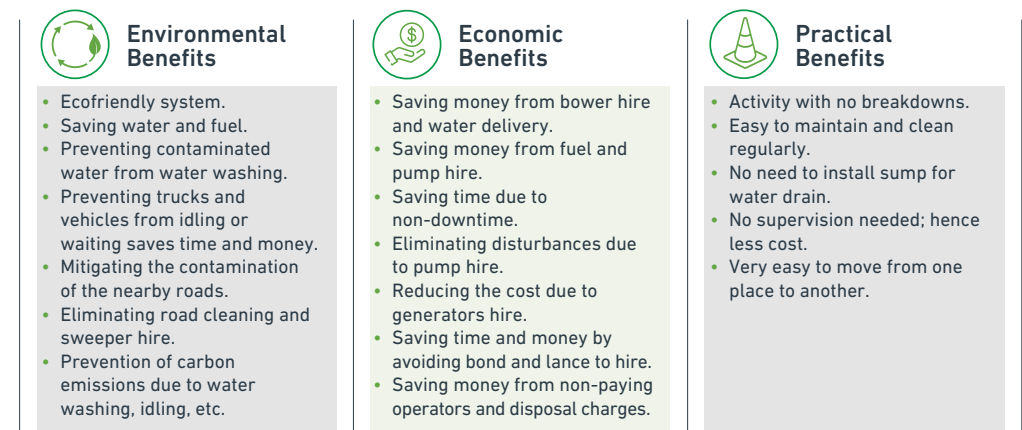 Environmental
Benefits
• Ecofriendly system.
• Saving water and fuel.
• Preventing contaminated
water from water washing.
• Preventing trucks and
vehicles from idling or
waiting saves time and money.
• Mitigating the contamination
of the nearby roads.
• Eliminating road cleaning and
sweeper hire.
• Prevention of carbon
emissions due to water
washing, idling, etc.
$
Economic
Benefits
• Saving money from bower hire
and water delivery.
• Saving money from fuel and
pump hire.
• Saving time due to
non-downtime.
• Eliminating disturbances due
to pump hire.
• Reducing the cost due to
generators hire.
• Saving time and money by
avoiding bond and lance to hire.
• Saving money from non-paying
operators and disposal charges.
Practical
Benefits
• Activity with no breakdowns.
• Easy to maintain and clean
regularly.
• No need to install sump for
water drain.
• No supervision needed; hence
less cost.
• Very easy to move from one
place to another.